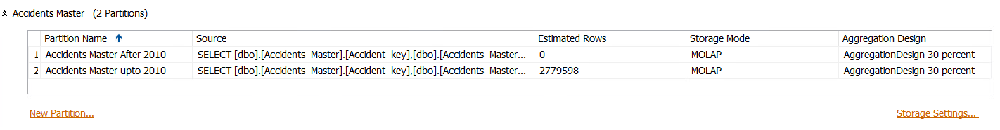 Accidents Master (2 Partitions)
Partition Name Source Estimated Rows Storage Mode Aggregation Design
1 Accidents Master After 2010 SELECT [dbo].[Accidents_Master].[Accident_key],[dbo].[Accidents_Master... 0 MOLAP AggregationDesign 30 percent
2 Accidents Master upto 2010 SELECT [dbo].[Accidents_Master].[Accident_key],[dbo].[Accidents_Master... 2779598 MOLAP AggregationDesign 30 percent
New Partition... Storage Settings...